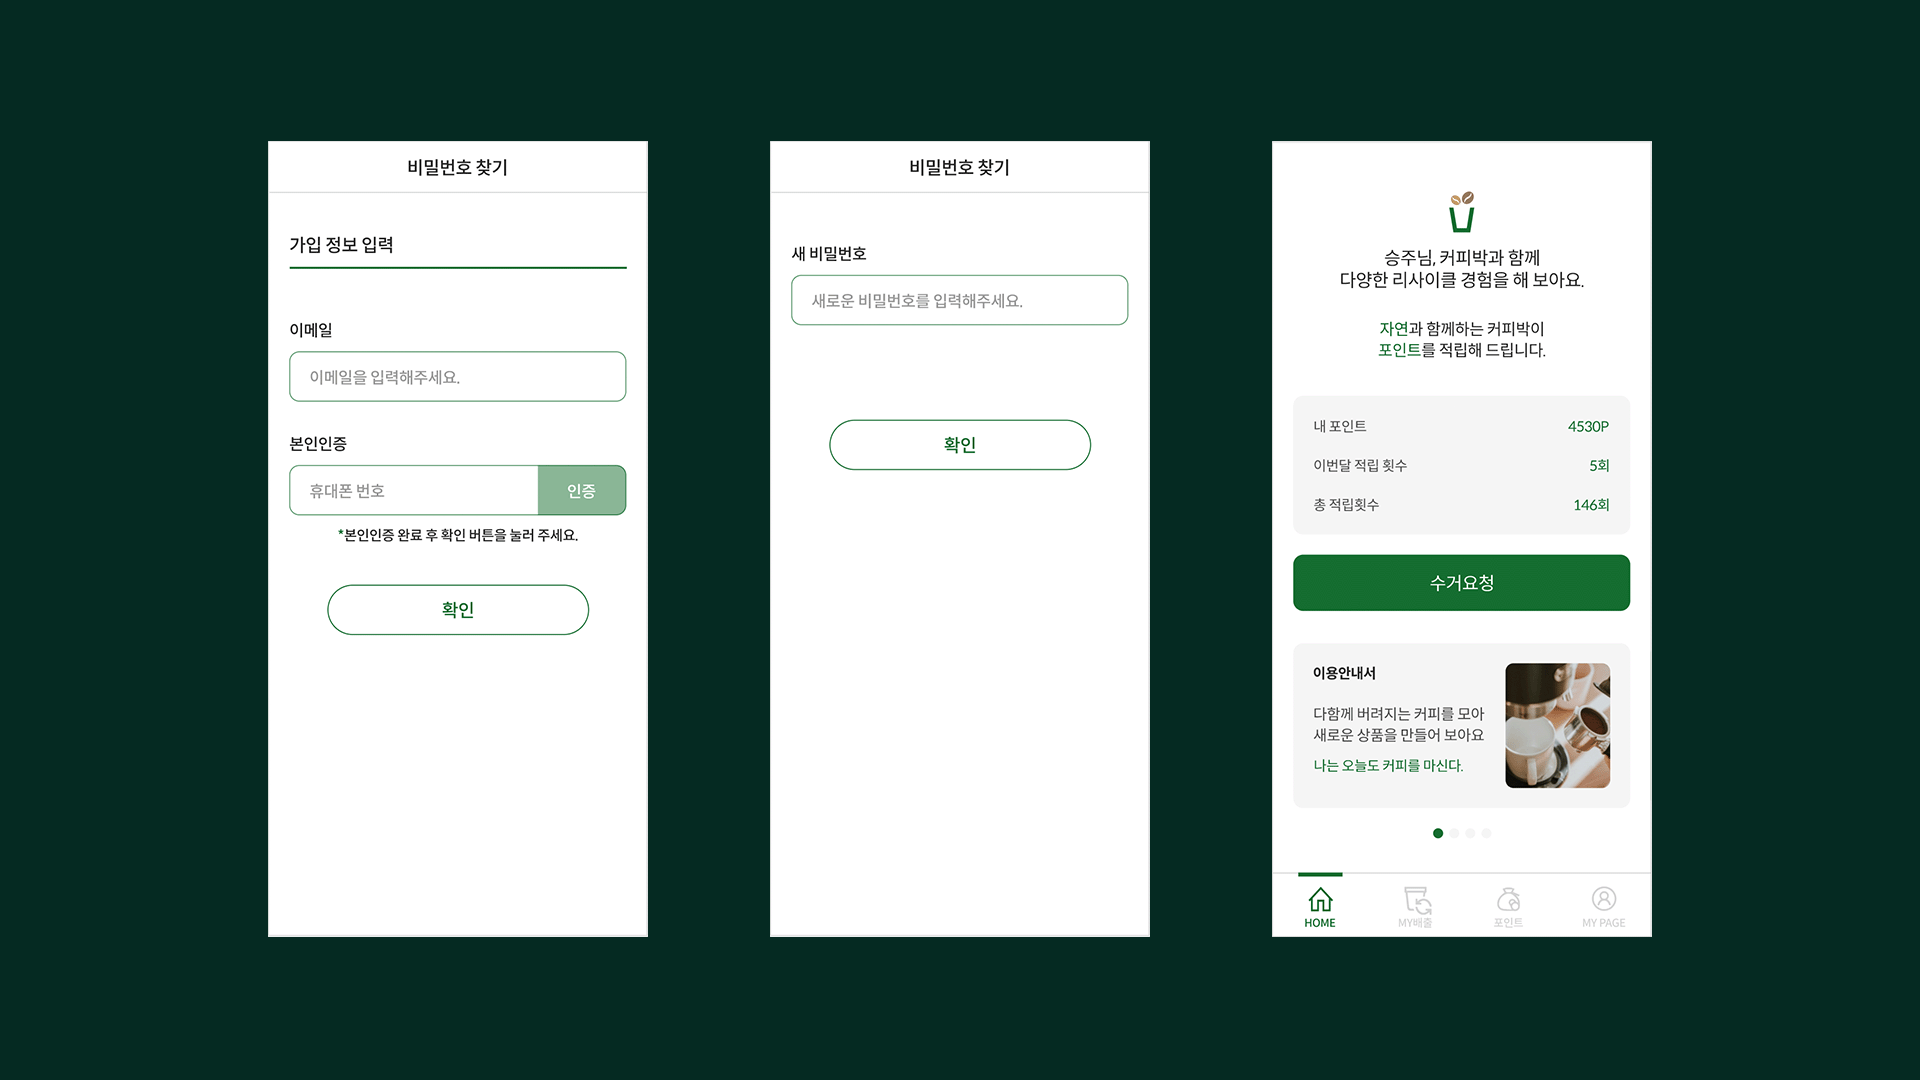 비밀번호 찾기
가입 정보 입력
이메일
이메일을 입력해주세요.
본인인증
휴대폰 번호
인증
*본인인증 완료 후 확인 버튼을 눌러 주세요.
확인
비밀번호 찾기
새 비밀번호
새로운 비밀번호를 입력해주세요.
확인
승주님, 커피박과 함께
다양한 리사이클 경험을 해 보아요.
자연과 함께하는 커피박이
포인트를 적립해 드립니다.
내 포인트 4530P
이번달 적립 횟수 5회
총 적립횟수 146회
수거요청
이용안내서
다함께 버려지는 커피를 모아
새로운 상품을 만들어 보아요
나는 오늘도 커피를 마신다.
HOME MY배출 포인트 MY PAGE